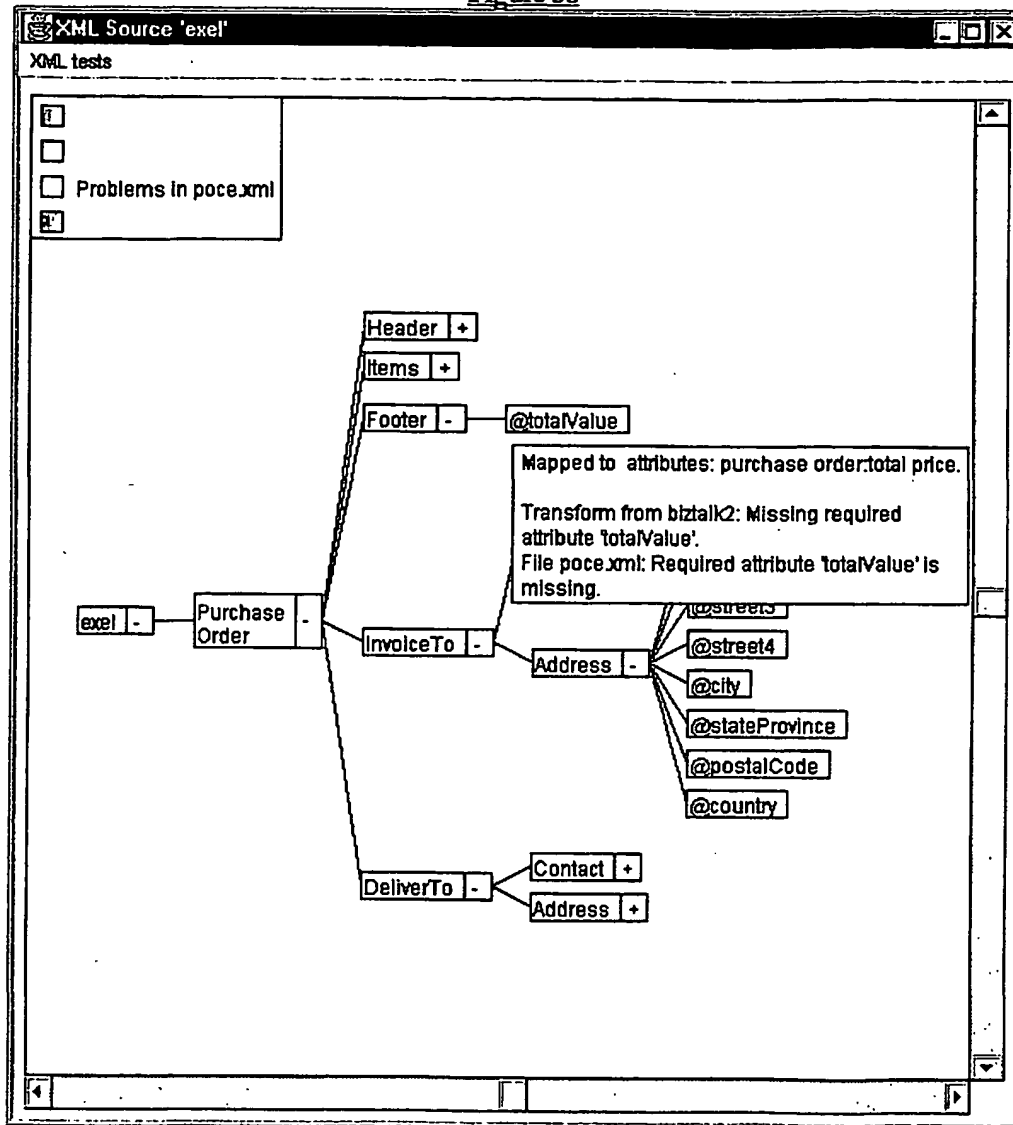 XML Source 'exel'
XML tests
Problems in poce.xml
Header +
Items +
Footer -
@totalValue
Mapped to attributes: purchase order:total price.
Transform from biztalk2: Missing required
attribute 'totalValue'.
File poce.xml: Required attribute 'totalValue' is
missing.
exel -
Purchase
Order -
InvoiceTo -
Address -
@street3
@street4
@city
@stateProvince
@postalCode
@country
DeliverTo -
Contact +
Address +